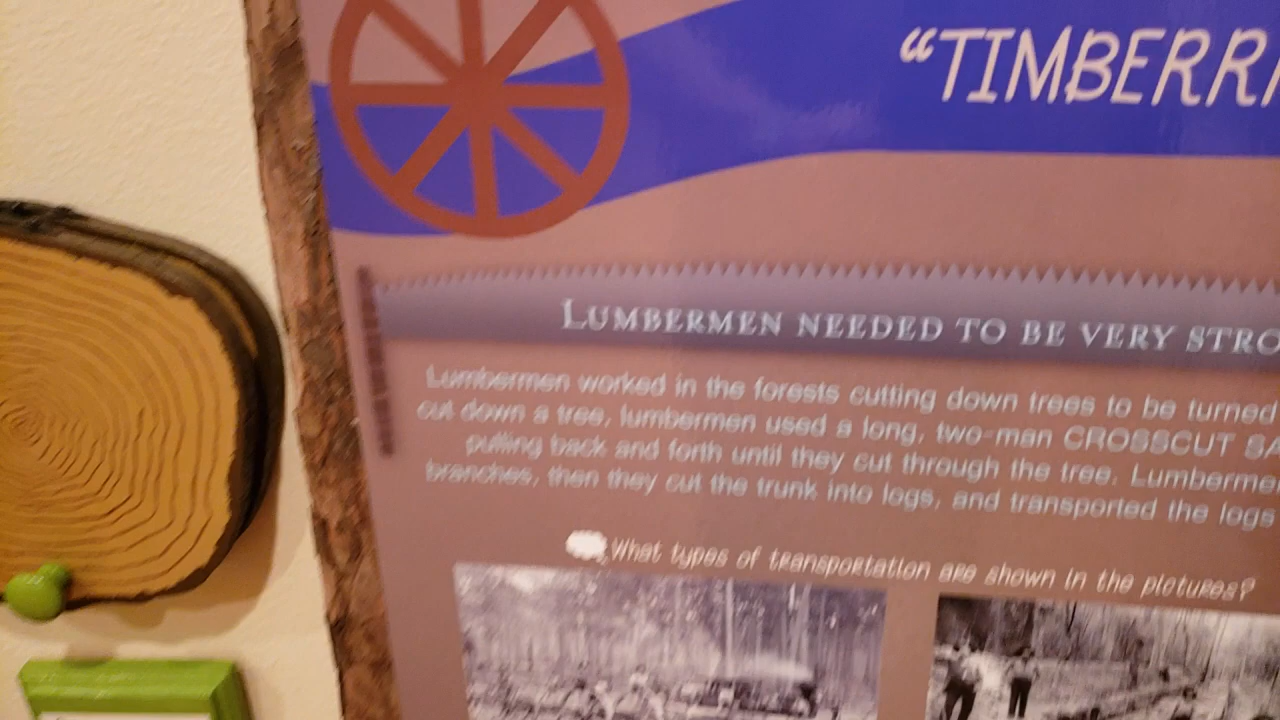 "TIMBERR
LUMBERMEN NEEDED TO BE VERY STRO
Lumbermen worked in the forests cutting down trees to be turned
cut down a tree, lumbermen used a long, two-man CROSSCUT SA
pulling back and forth until they cut through the tree. Lumberme
branches, then they cut the trunk into logs, and transported the logs
What types of transportation are shown in the pictures?